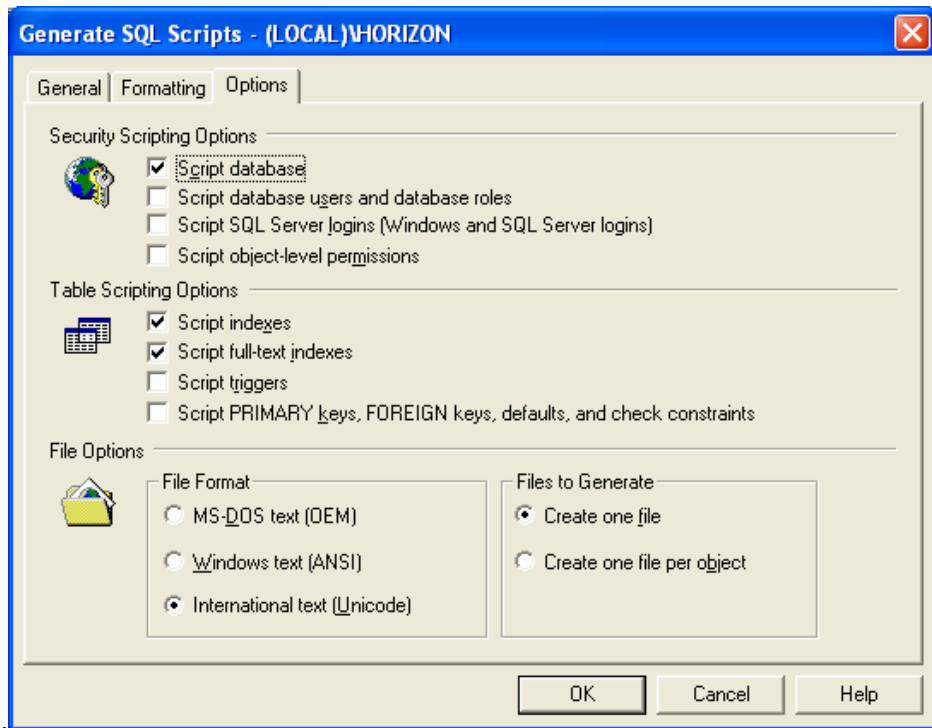 Generate SQL Scripts - (LOCAL)\HORIZON
General Formatting Options
Security Scripting Options
Script database
Script database users and database roles
Script SQL Server logins (Windows and SQL Server logins)
Script object-level permissions
Table Scripting Options
Script indexes
Script full-text indexes
Script triggers
Script PRIMARY keys, FOREIGN keys, defaults, and check constraints
File Options
File Format
MS-DOS text (OEM)
Windows text (ANSI)
International text (Unicode)
Files to Generate
Create one file
Create one file per object
OK Cancel Help